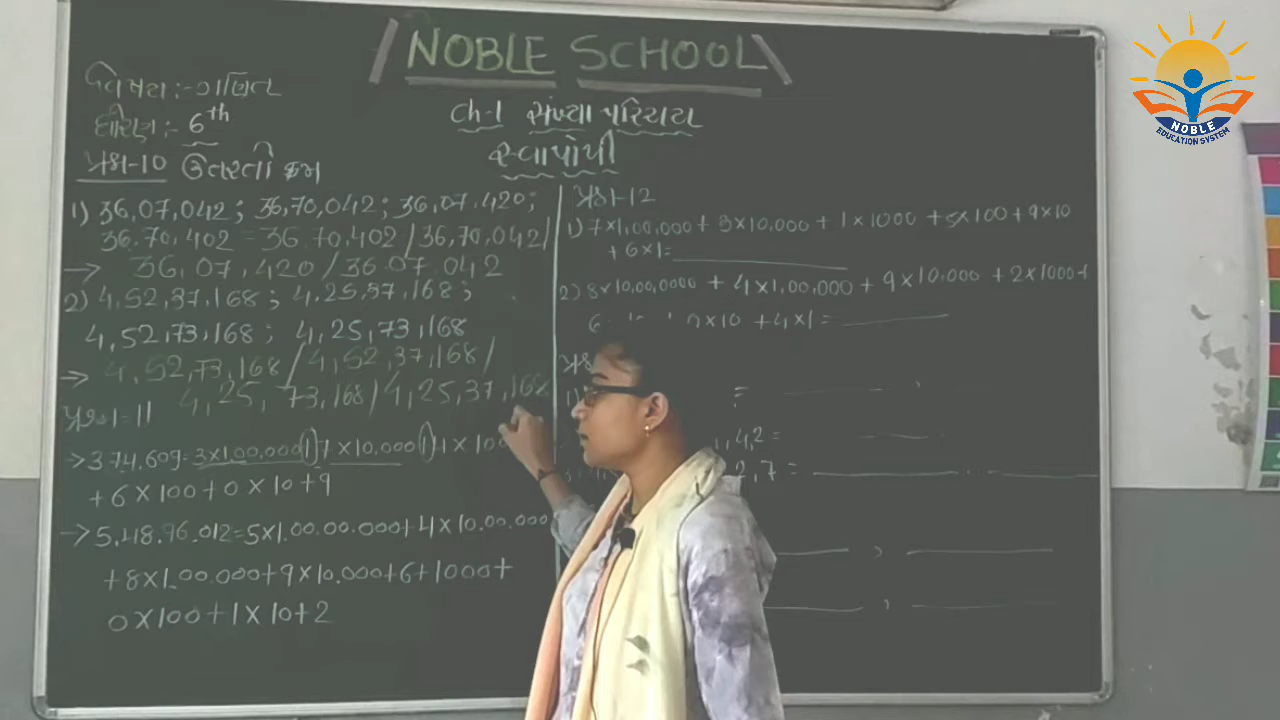 NOBLE SCHOOL
વિષય :- ગણિત
ધોરણ :- 6th
Ch-1 સંખ્યા પરિચય
સ્વાપોથી
પ્રશ્ન-10 ઉતરતી ક્રમ
1) 36,07,042; 36,70,042; 36,07,420;
36,70,402 = 36,70,402 / 36,70,042 /
→ 36,07,420 / 36,07,042
2) 4,52,37,168; 4,25,37,168;
4,52,73,168; 4,25,73,168
→ 4,52,73,168 / 4,52,37,168 /
4,25,73,168 / 4,25,37,168
પ્રશ્ન-11
→ 3,74,609 = 3×1,00,000 + 7×10,000 + 4×
+ 6×100 + 0×10 + 9
→ 5,48,96,012 = 5×1,00,00,000 + 4×10,00,000
+ 8×1,00,000 + 9×10,000 + 6+1000 +
0×100 + 1×10 + 2
પ્રશ્ન-12
1) 7×1,00,000 + 3×10,000 + 1×1000 + 5×100 + 9×10
+ 6×1 =
2) 8×10,00,0000 + 4×1,00,000 + 9×10,000 + 2×1000 +
6 ×10 + 4×1 =
1) =
4,2 =
2,7 =
NOBLE
EDUCATION SYSTEM